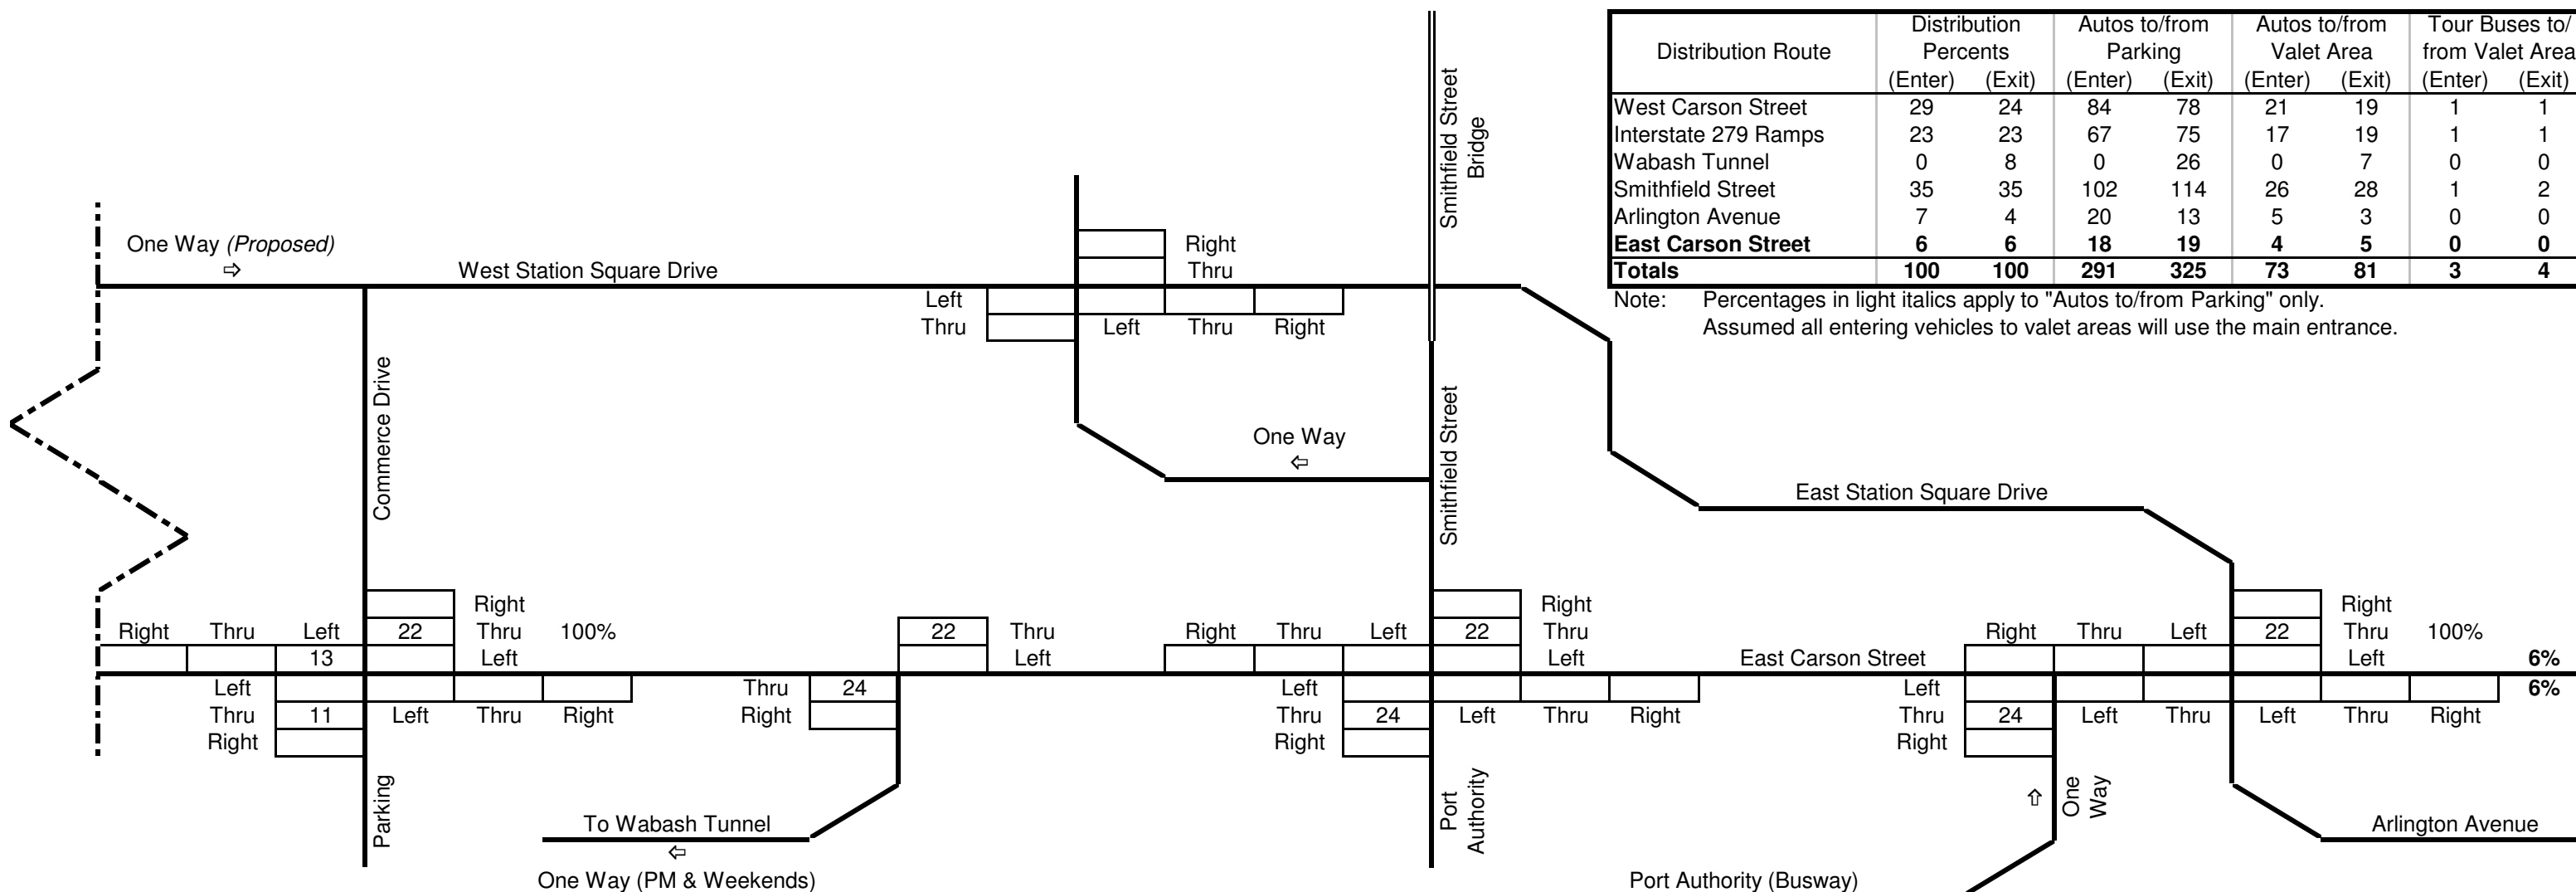 Distribution Route
Distribution Percents
Autos to/from Parking
Autos to/from Valet Area
Tour Buses to/ from Valet Area
(Enter) (Exit) (Enter) (Exit) (Enter) (Exit) (Enter) (Exit)
West Carson Street 29 24 84 78 21 19 1 1
Interstate 279 Ramps 23 23 67 75 17 19 1 1
Wabash Tunnel 0 8 0 26 0 7 0 0
Smithfield Street 35 35 102 114 26 28 1 2
Arlington Avenue 7 4 20 13 5 3 0 0
East Carson Street 6 6 18 19 4 5 0 0
Totals 100 100 291 325 73 81 3 4
Note: Percentages in light italics apply to "Autos to/from Parking" only.
Assumed all entering vehicles to valet areas will use the main entrance.
Smithfield Street
Bridge
One Way (Proposed)
⇨
West Station Square Drive
Right
Thru
Left
Thru
Left Thru Right
Commerce Drive
One Way
⇦
Smithfield Street
East Station Square Drive
Right
Right Thru Left 22 Thru 100%
13 Left
Left
Thru 11 Left Thru Right
Right
Parking
22 Thru
Left
Thru 24
Right
To Wabash Tunnel
⇦
One Way (PM & Weekends)
Right
Right Thru Left 22 Thru
Left
Left
Thru 24 Left Thru Right
Right
Port
Authority
East Carson Street
Right
Right Thru Left 22 Thru 100%
Left 6%
Left 6%
Thru 24 Left Thru Left Thru Right
Right
⇧
One
Way
Arlington Avenue
Port Authority (Busway)